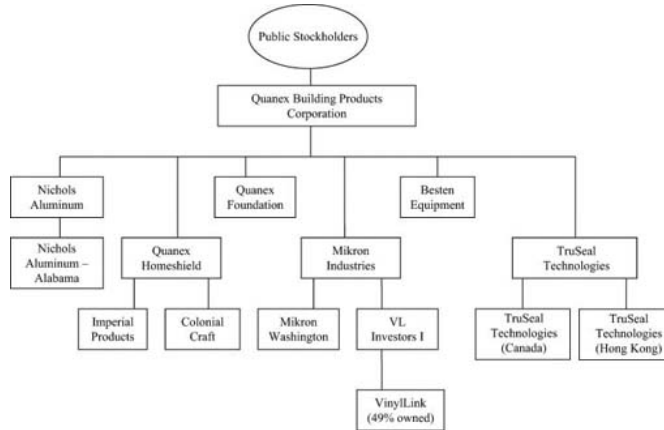 Public Stockholders
Quanex Building Products
Corporation
Nichols
Aluminum
Quanex
Foundation
Besten
Equipment
Nichols
Aluminum –
Alabama
Quanex
Homeshield
Mikron
Industries
TruSeal
Technologies
Imperial
Products
Colonial
Craft
Mikron
Washington
VL
Investors I
TruSeal
Technologies
(Canada)
TruSeal
Technologies
(Hong Kong)
VinylLink
(49% owned)